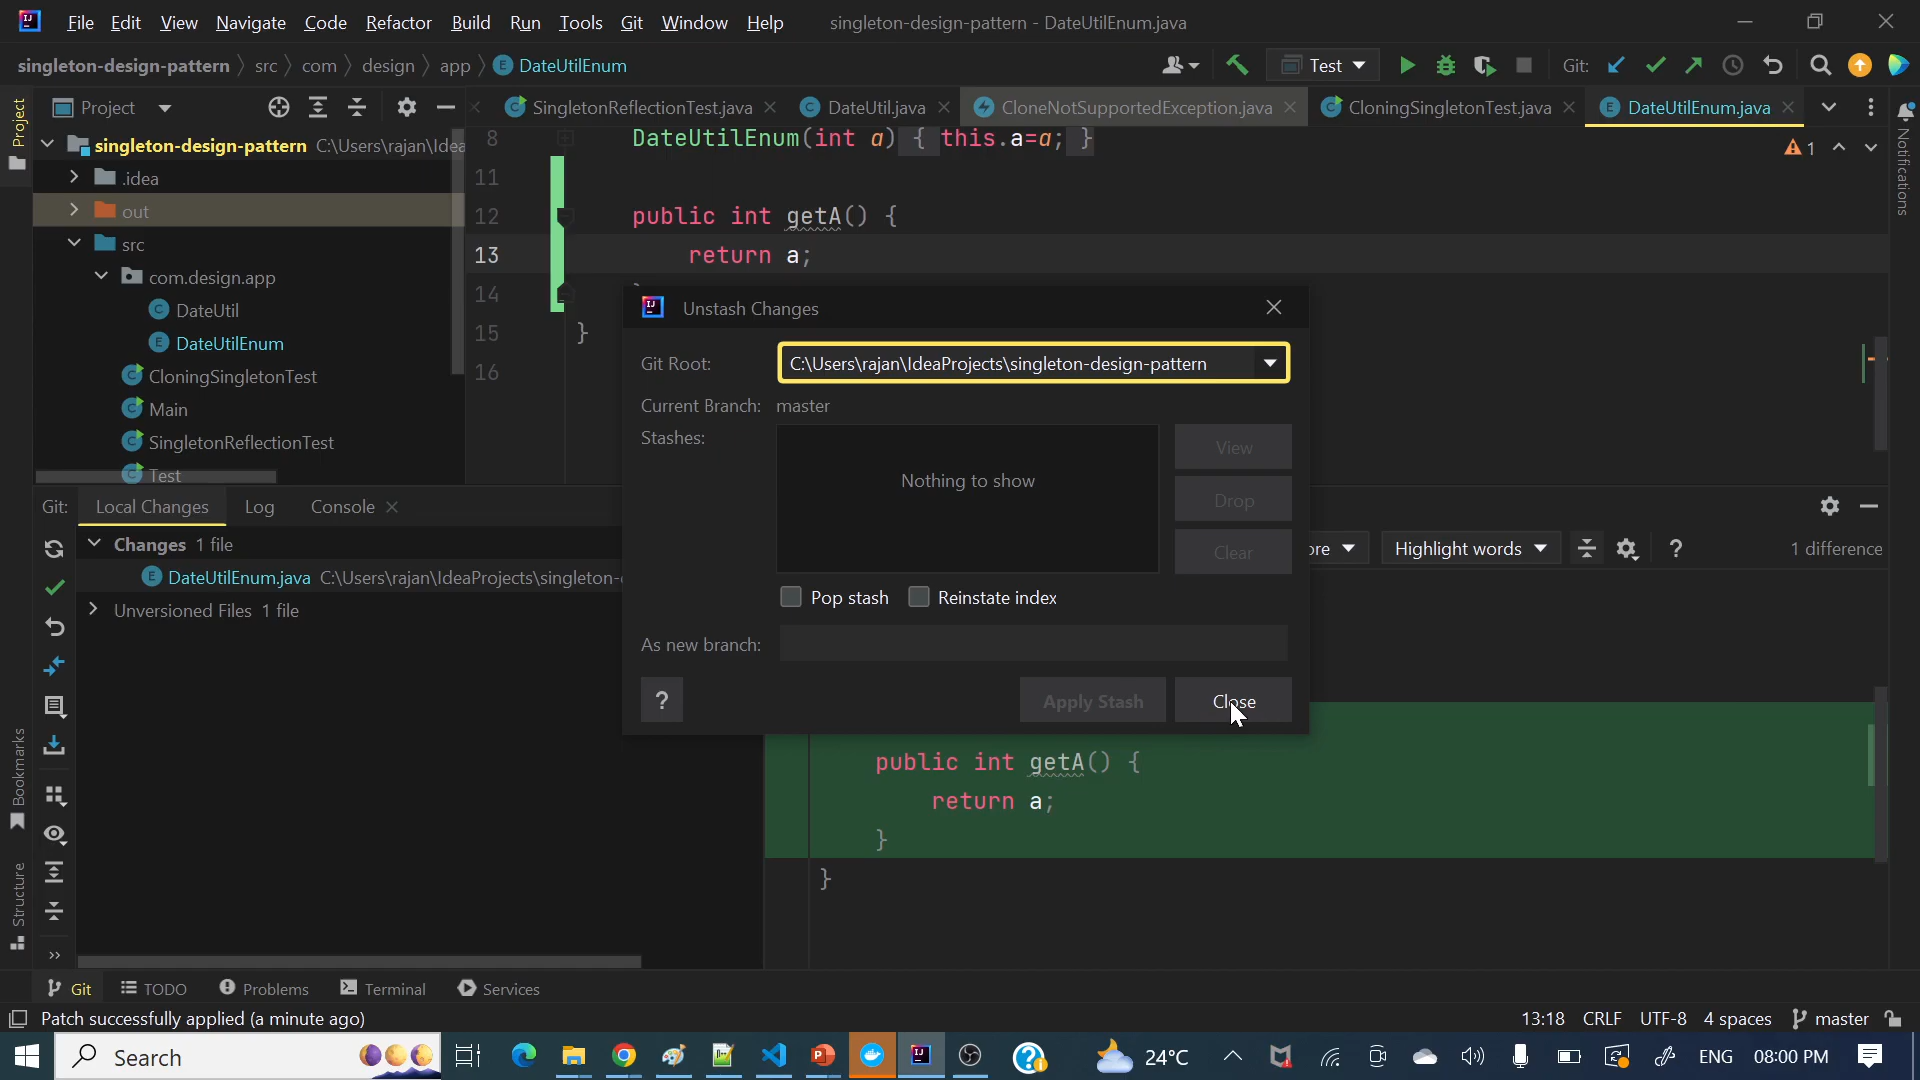 File Edit View Navigate Code Refactor Build Run Tools Git Window Help singleton-design-pattern - DateUtilEnum.java
singleton-design-pattern src com design app DateUtilEnum Test Git:
Project SingletonReflectionTest.java DateUtil.java CloneNotSupportedException.java CloningSingletonTest.java DateUtilEnum.java
Project
Notifications
singleton-design-pattern C:\Users\rajan\Idea
.idea
out
src
com.design.app
DateUtil
DateUtilEnum
CloningSingletonTest
Main
SingletonReflectionTest
Test
8 DateUtilEnum(int a) { this.a=a; }
1
11
12 public int getA() {
13 return a;
14
15 }
16
Unstash Changes
Git Root: C:\Users\rajan\IdeaProjects\singleton-design-pattern
Current Branch: master
Stashes: Nothing to show
View
Drop
Clear
Pop stash Reinstate index
As new branch:
? Apply Stash Close
Git: Local Changes Log Console
Changes 1 file
DateUtilEnum.java C:\Users\rajan\IdeaProjects\singleton-
Unversioned Files 1 file
ore Highlight words ? 1 difference
public int getA() {
return a;
}
}
Bookmarks
Structure
Git TODO Problems Terminal Services
Patch successfully applied (a minute ago) 13:18 CRLF UTF-8 4 spaces master
Search 24°C ENG 08:00 PM